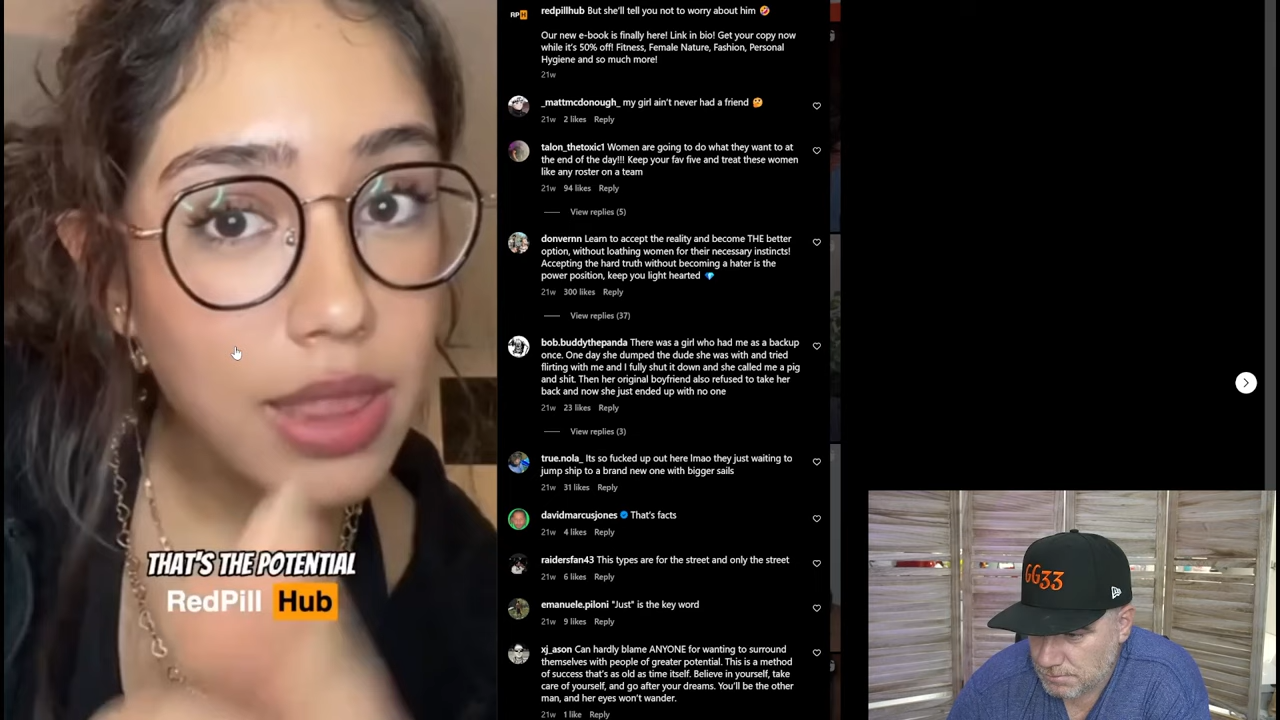 THAT'S THE POTENTIAL
RedPill Hub
RP H
redpillhub But she'll tell you not to worry about him 🤣
Our new e-book is finally here! Link in bio! Get your copy now
while it's 50% off! Fitness, Female Nature, Fashion, Personal
Hygiene and so much more!
21w
_mattmcdonough_ my girl ain't never had a friend 🤔
21w 2 likes Reply
talon_thetoxic1 Women are going to do what they want to at
the end of the day!!! Keep your fav five and treat these women
like any roster on a team
21w 94 likes Reply
View replies (5)
donvernn Learn to accept the reality and become THE better
option, without loathing women for their necessary instincts!
Accepting the hard truth without becoming a hater is the
power position, keep you light hearted 💎
21w 300 likes Reply
View replies (37)
bob.buddythepanda There was a girl who had me as a backup
once. One day she dumped the dude she was with and tried
flirting with me and I fully shut it down and she called me a pig
and shit. Then her original boyfriend also refused to take her
back and now she just ended up with no one
21w 23 likes Reply
View replies (3)
true.nola_ Its so fucked up out here lmao they just waiting to
jump ship to a brand new one with bigger sails
21w 31 likes Reply
davidmarcusjones That's facts
21w 4 likes Reply
raidersfan43 This types are for the street and only the street
21w 6 likes Reply
emanuele.piloni "Just" is the key word
21w 9 likes Reply
xj_ason Can hardly blame ANYONE for wanting to surround
themselves with people of greater potential. This is a method
of success that's as old as time itself. Believe in yourself, take
care of yourself, and go after your dreams. You'll be the other
man, and her eyes won't wander.
21w 1 like Reply
GG33